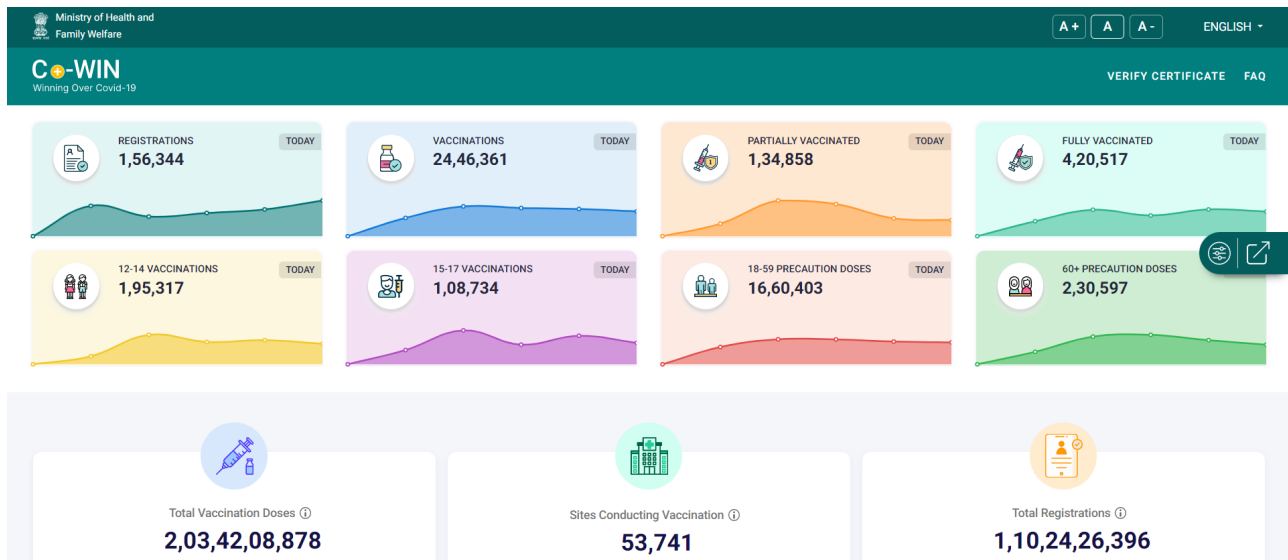 Ministry of Health and
Family Welfare
A + A A -
ENGLISH
Co-WIN
Winning Over Covid-19
VERIFY CERTIFICATE FAQ
REGISTRATIONS TODAY
1,56,344
VACCINATIONS TODAY
24,46,361
PARTIALLY VACCINATED TODAY
1,34,858
FULLY VACCINATED TODAY
4,20,517
12-14 VACCINATIONS TODAY
1,95,317
15-17 VACCINATIONS TODAY
1,08,734
18-59 PRECAUTION DOSES TODAY
16,60,403
60+ PRECAUTION DOSES
2,30,597
Total Vaccination Doses
2,03,42,08,878
Sites Conducting Vaccination
53,741
Total Registrations
1,10,24,26,396